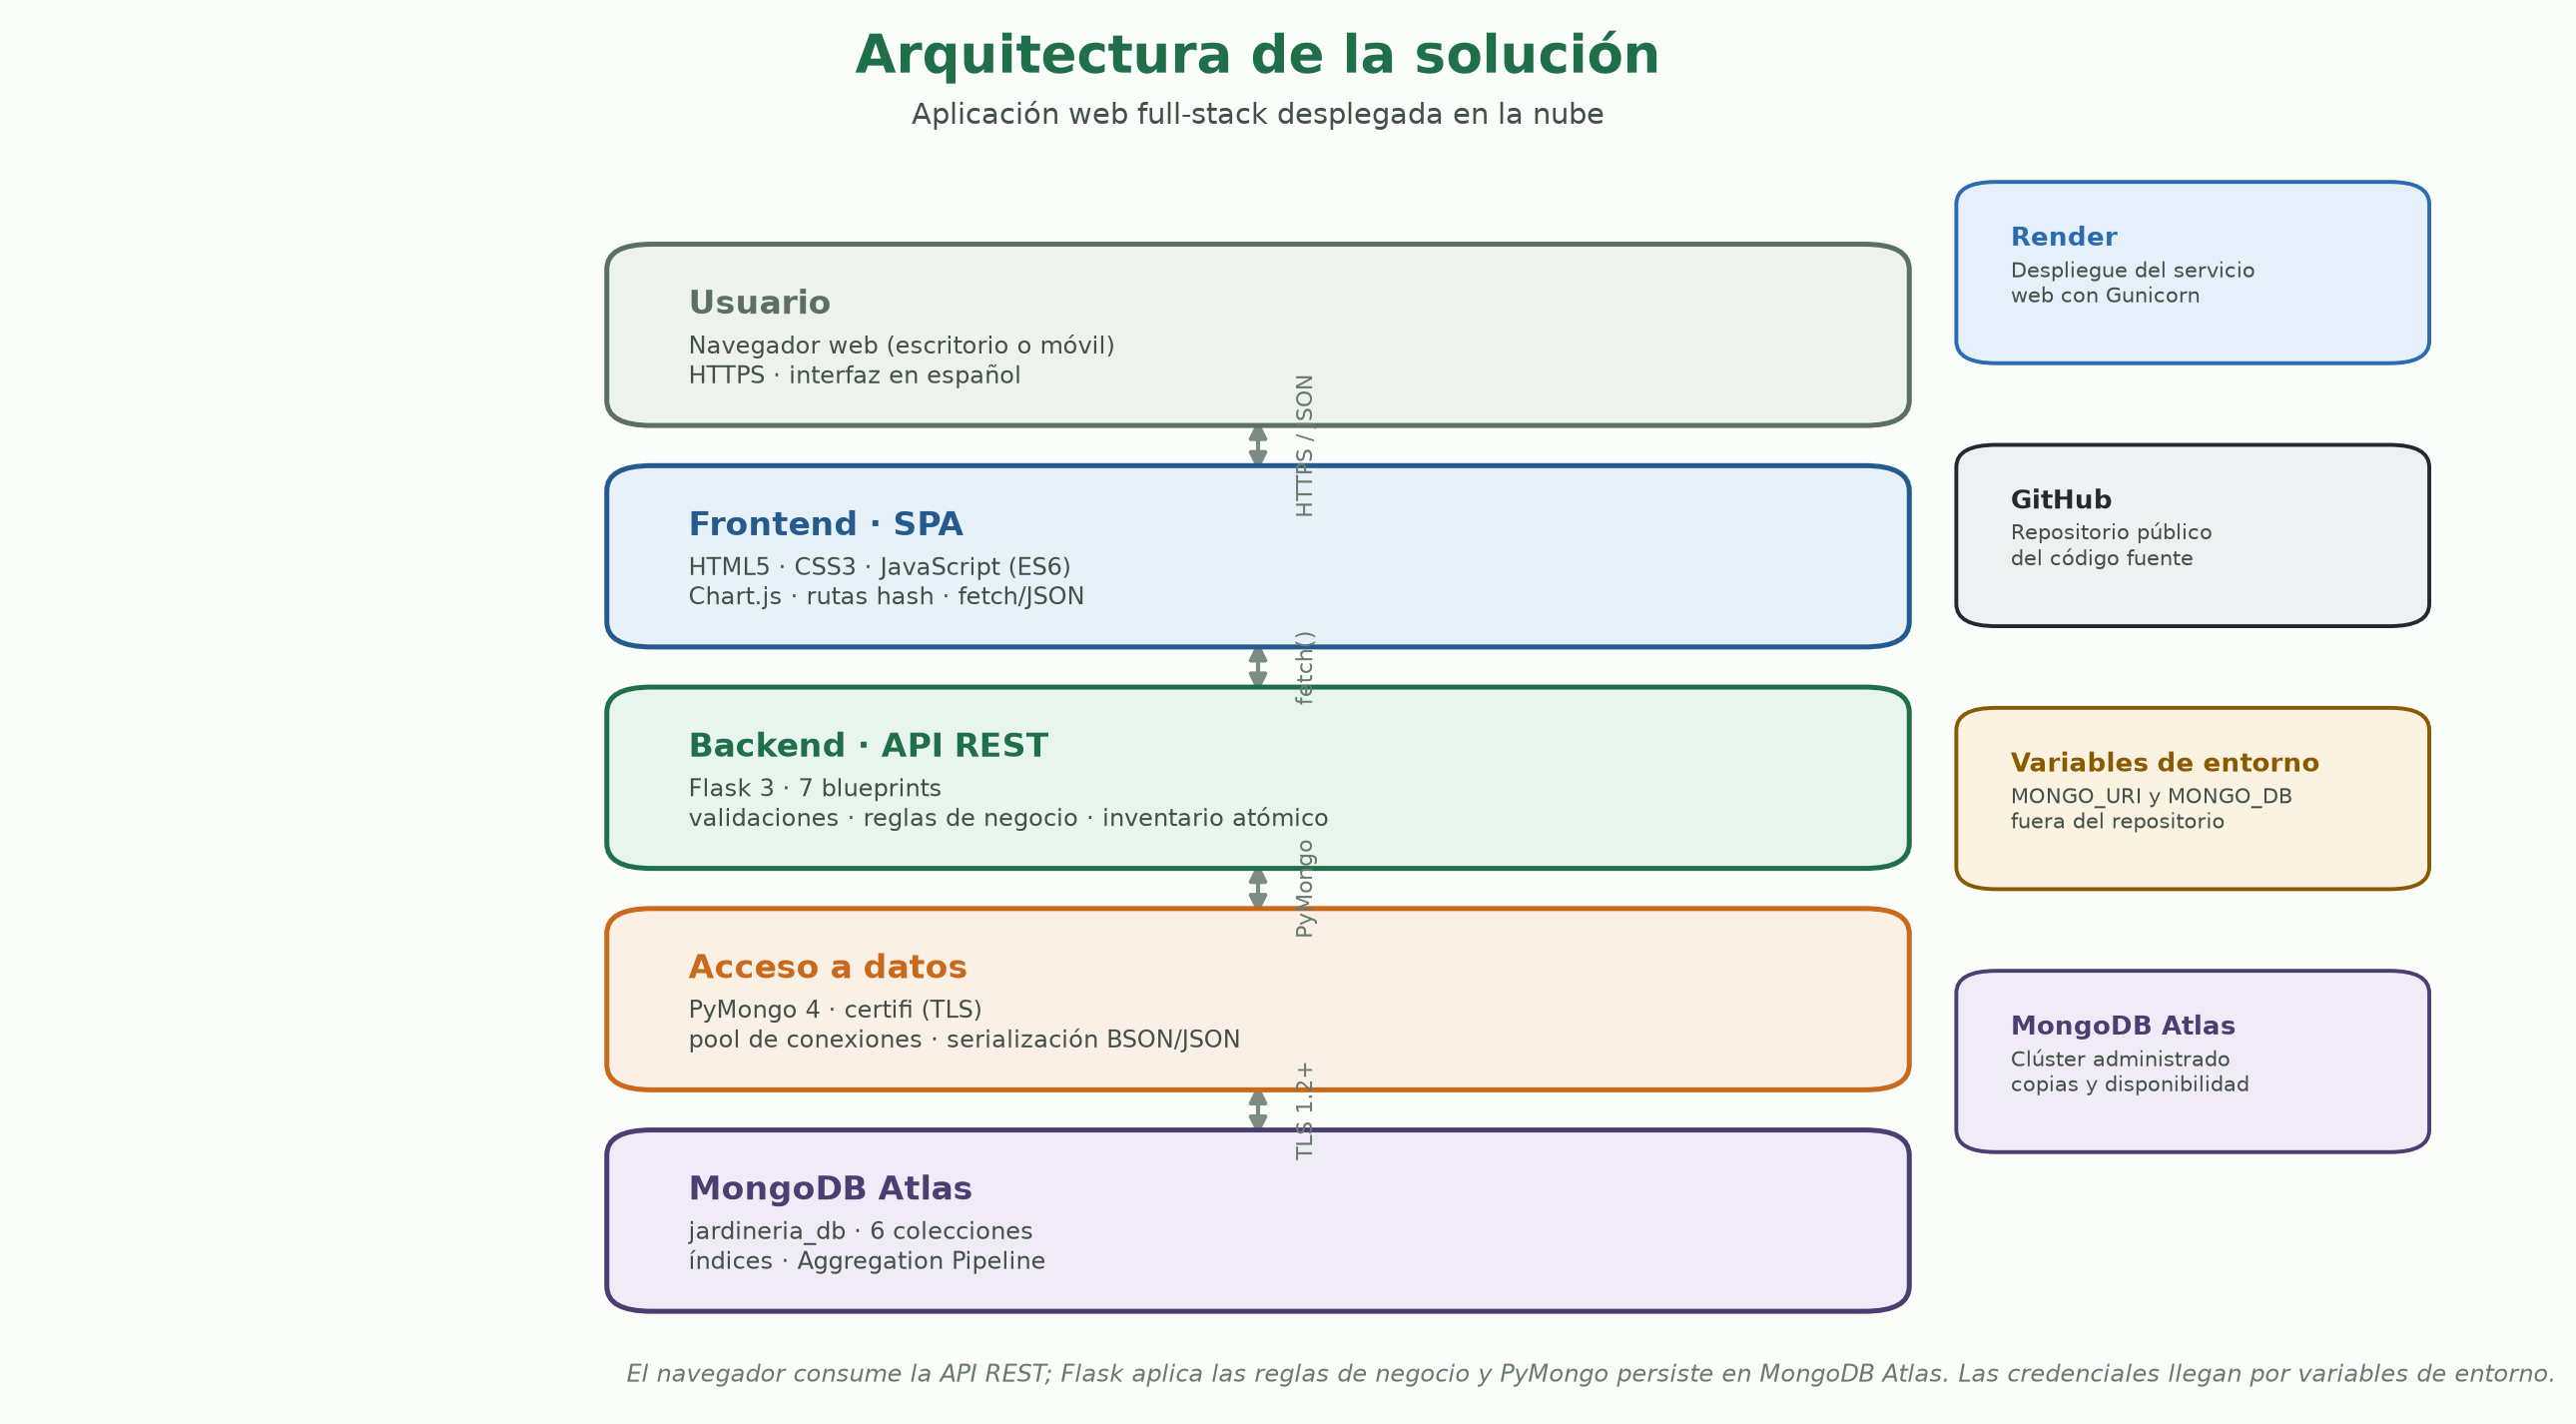 Arquitectura de la solución
Aplicación web full-stack desplegada en la nube
Usuario
Navegador web (escritorio o móvil)
HTTPS · interfaz en español
HTTPS / JSON
Frontend · SPA
HTML5 · CSS3 · JavaScript (ES6)
Chart.js · rutas hash · fetch/JSON
fetch()
Backend · API REST
Flask 3 · 7 blueprints
validaciones · reglas de negocio · inventario atómico
PyMongo
Acceso a datos
PyMongo 4 · certifi (TLS)
pool de conexiones · serialización BSON/JSON
TLS 1.2+
MongoDB Atlas
jardineria_db · 6 colecciones
índices · Aggregation Pipeline
Render
Despliegue del servicio
web con Gunicorn
GitHub
Repositorio público
del código fuente
Variables de entorno
MONGO_URI y MONGO_DB
fuera del repositorio
MongoDB Atlas
Clúster administrado
copias y disponibilidad
El navegador consume la API REST; Flask aplica las reglas de negocio y PyMongo persiste en MongoDB Atlas. Las credenciales llegan por variables de entorno.